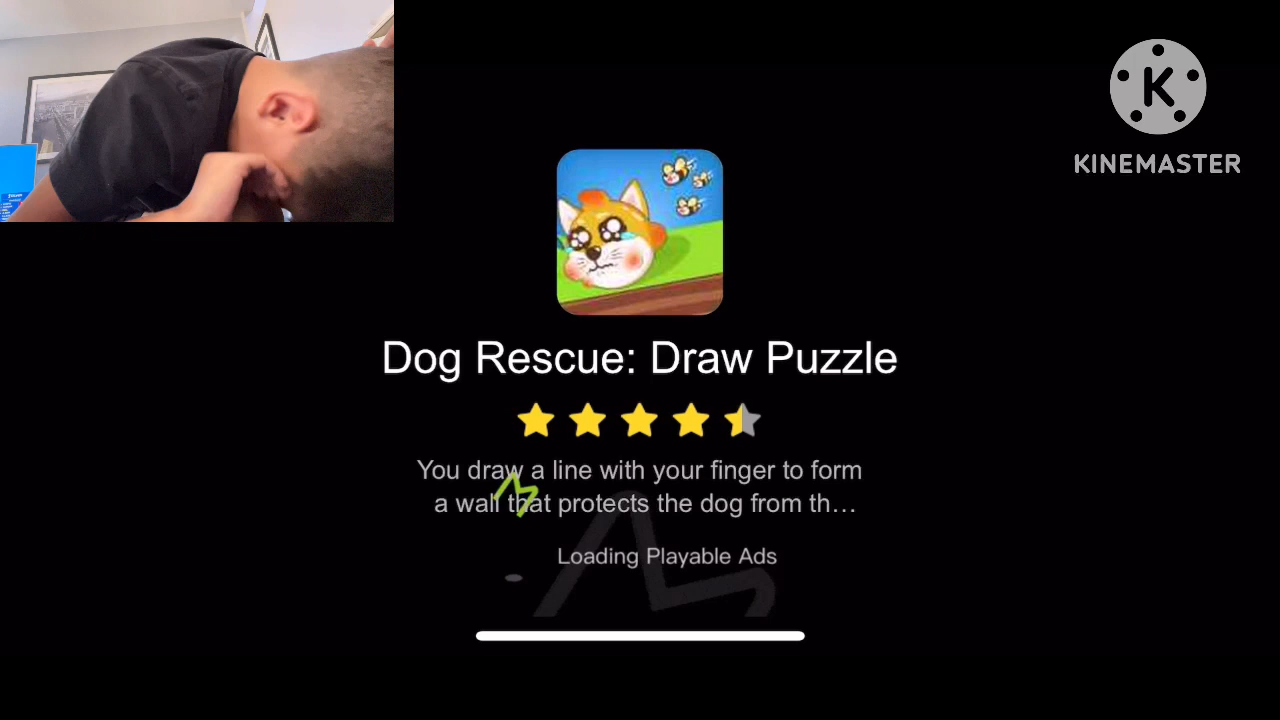 KINEMASTER
Dog Rescue: Draw Puzzle
You draw a line with your finger to form
a wall that protects the dog from th…
Loading Playable Ads